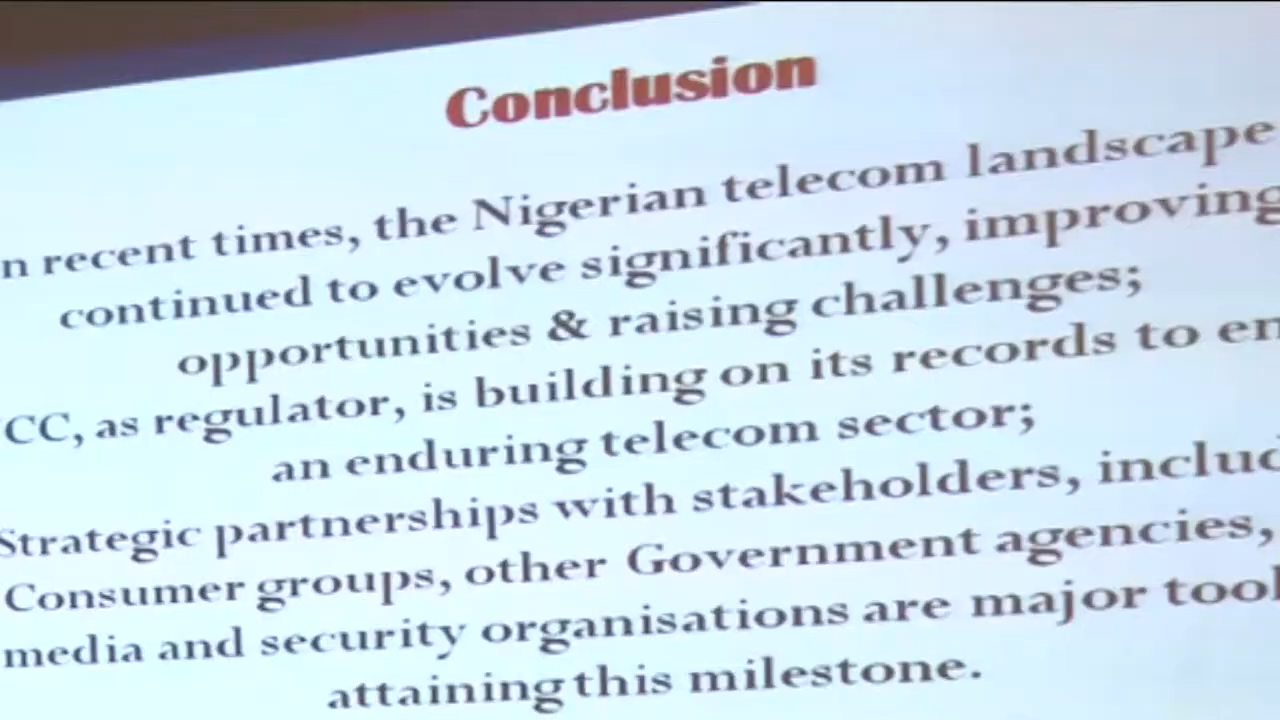 Conclusion
n recent times, the Nigerian telecom landscape
continued to evolve significantly, improving
opportunities & raising challenges;
CC, as regulator, is building on its records to en
an enduring telecom sector;
Strategic partnerships with stakeholders, includ
Consumer groups, other Government agencies,
media and security organisations are major tool
attaining this milestone.